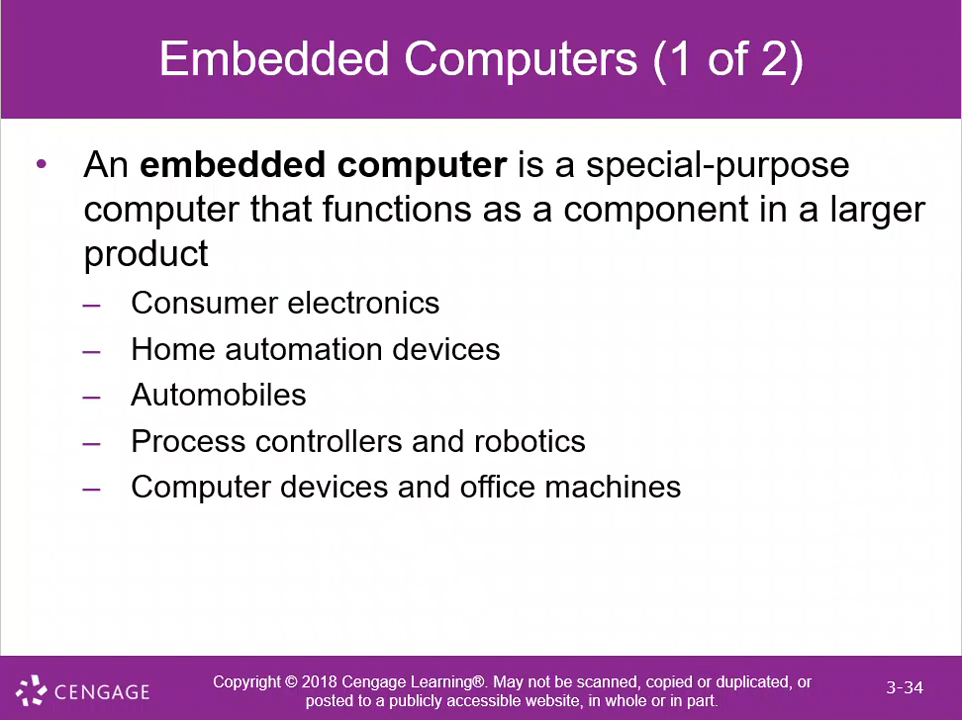 Embedded Computers (1 of 2)
• An embedded computer is a special-purpose
computer that functions as a component in a larger
product
– Consumer electronics
– Home automation devices
– Automobiles
– Process controllers and robotics
– Computer devices and office machines
CENGAGE
Copyright © 2018 Cengage Learning®. May not be scanned, copied or duplicated, or
posted to a publicly accessible website, in whole or in part.
3-34